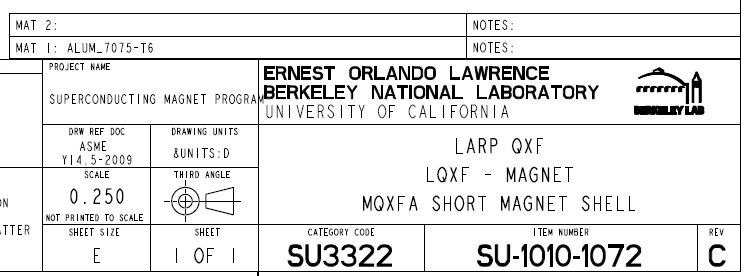 MAT 2:
NOTES:
MAT 1: ALUM_7075-T6
NOTES:
PROJECT NAME
SUPERCONDUCTING MAGNET PROGRAM
ERNEST ORLANDO LAWRENCE
BERKELEY NATIONAL LABORATORY
UNIVERSITY OF CALIFORNIA
BERKELEY LAB
DRW REF DOC
ASME
Y14.5-2009
DRAWING UNITS
&UNITS:D
LARP QXF
LQXF - MAGNET
MQXFA SHORT MAGNET SHELL
SCALE
0.250
NOT PRINTED TO SCALE
THIRD ANGLE
ON
ATTER
SHEET SIZE
E
SHEET
1 OF 1
CATEGORY CODE
SU3322
ITEM NUMBER
SU-1010-1072
REV
C